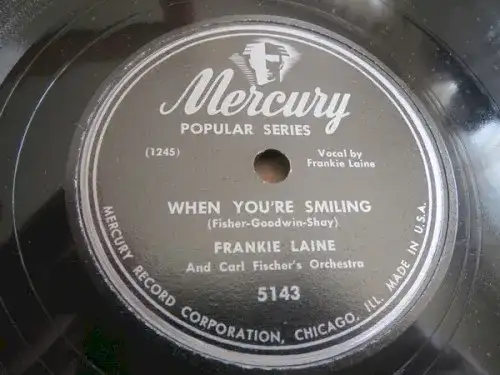 Mercury
POPULAR SERIES
(1245)
Vocal by
Frankie Laine
WHEN YOU'RE SMILING
(Fisher-Goodwin-Shay)
FRANKIE LAINE
And Carl Fischer's Orchestra
5143
MERCURY RECORD CORPORATION, CHICAGO, ILL. MADE IN U.S.A.